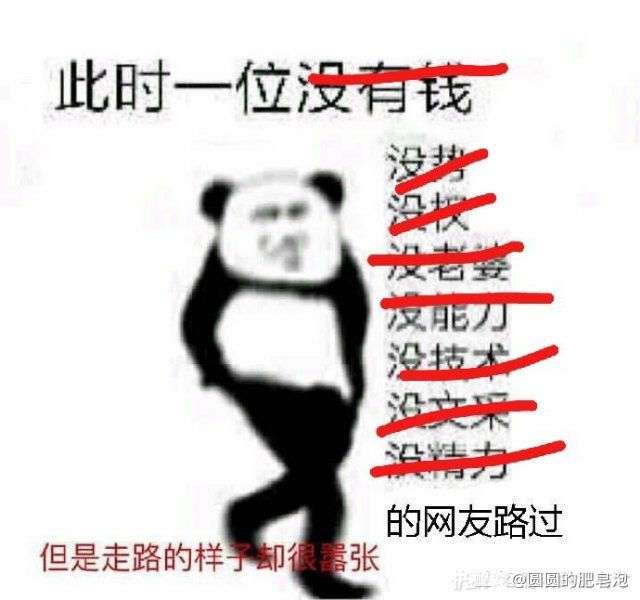 此时一位没有钱
没势
没权
没老婆
没能力
没技术
没文采
没精力
的网友路过
但是走路的样子却很嚣张
@圆圆的肥皂泡